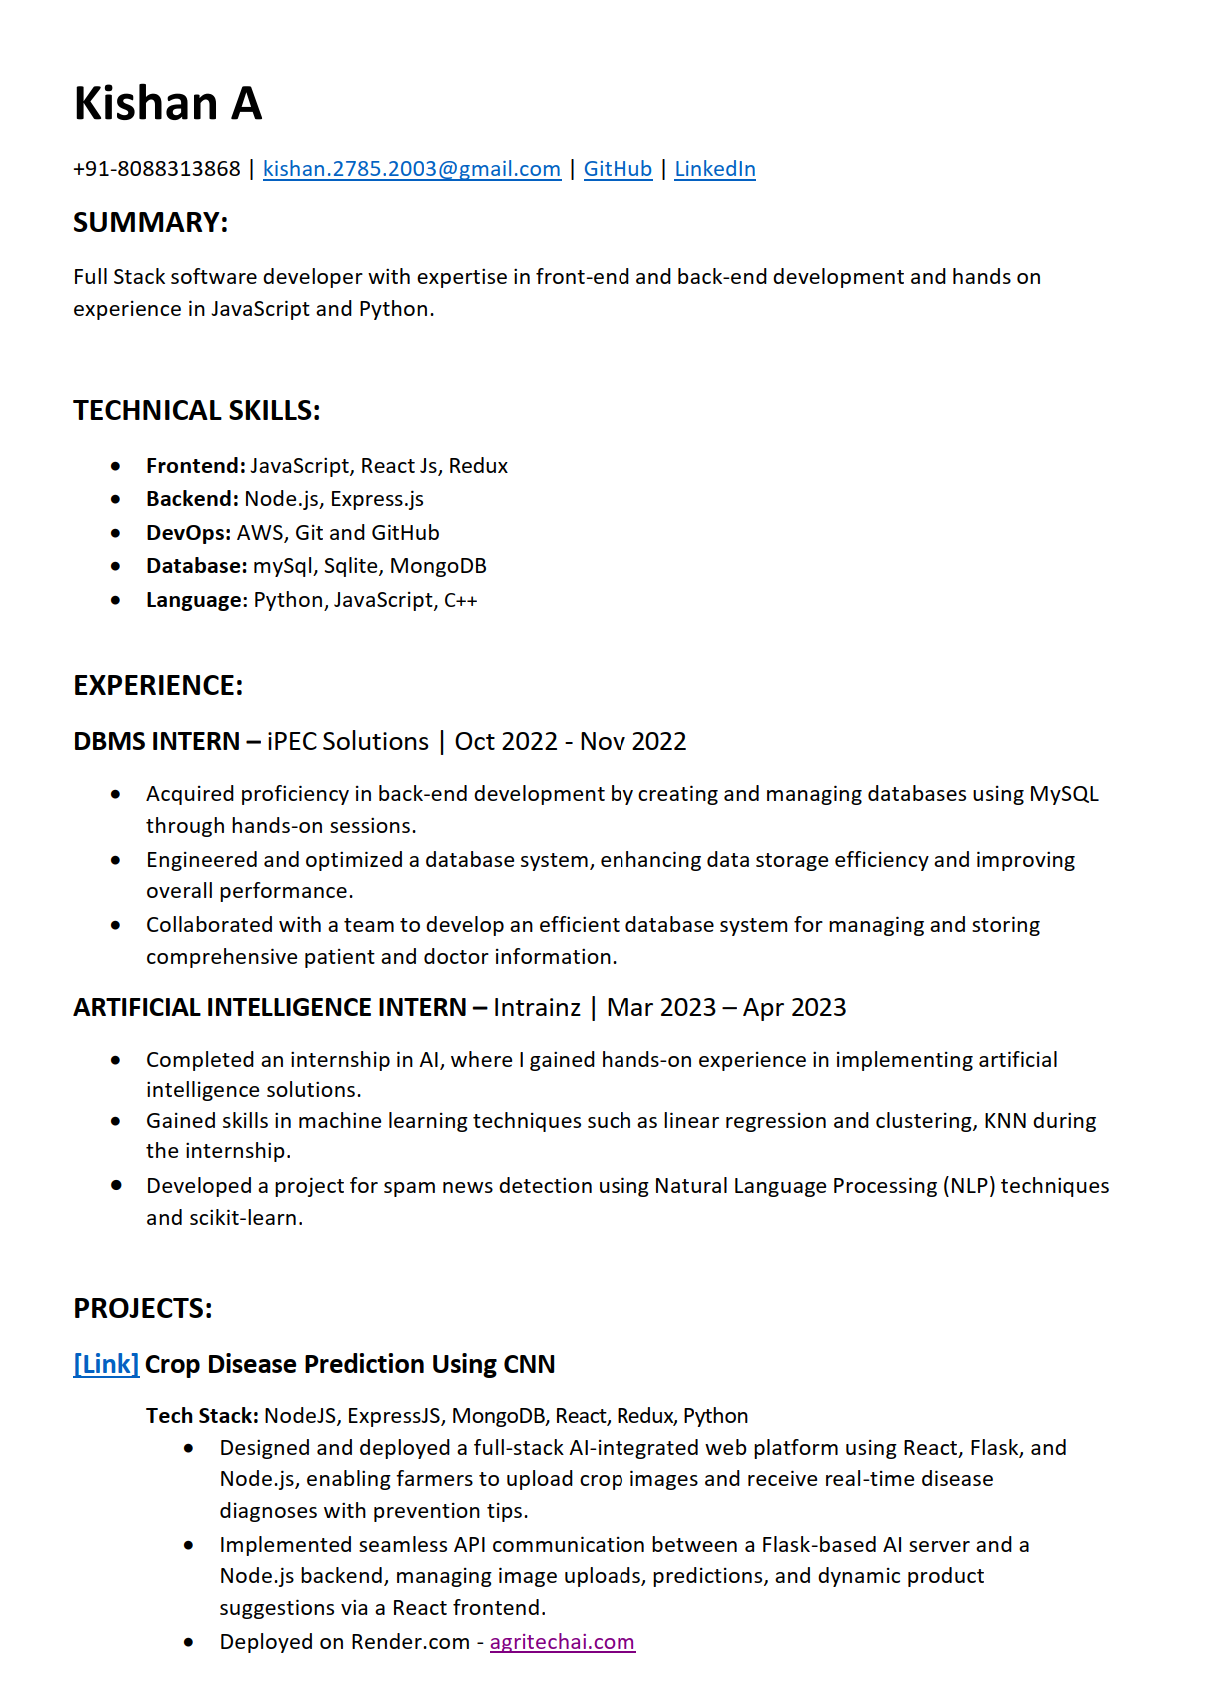 Kishan A
+91-8088313868 | kishan.2785.2003@gmail.com | GitHub | LinkedIn
SUMMARY:
Full Stack software developer with expertise in front-end and back-end development and hands on
experience in JavaScript and Python.
TECHNICAL SKILLS:
● Frontend: JavaScript, React Js, Redux
● Backend: Node.js, Express.js
● DevOps: AWS, Git and GitHub
● Database: mySql, Sqlite, MongoDB
● Language: Python, JavaScript, C++
EXPERIENCE:
DBMS INTERN – iPEC Solutions | Oct 2022 - Nov 2022
● Acquired proficiency in back-end development by creating and managing databases using MySQL
through hands-on sessions.
● Engineered and optimized a database system, enhancing data storage efficiency and improving
overall performance.
● Collaborated with a team to develop an efficient database system for managing and storing
comprehensive patient and doctor information.
ARTIFICIAL INTELLIGENCE INTERN – Intrainz | Mar 2023 – Apr 2023
● Completed an internship in AI, where I gained hands-on experience in implementing artificial
intelligence solutions.
● Gained skills in machine learning techniques such as linear regression and clustering, KNN during
the internship.
● Developed a project for spam news detection using Natural Language Processing (NLP) techniques
and scikit-learn.
PROJECTS:
[Link] Crop Disease Prediction Using CNN
Tech Stack: NodeJS, ExpressJS, MongoDB, React, Redux, Python
● Designed and deployed a full-stack AI-integrated web platform using React, Flask, and
Node.js, enabling farmers to upload crop images and receive real-time disease
diagnoses with prevention tips.
● Implemented seamless API communication between a Flask-based AI server and a
Node.js backend, managing image uploads, predictions, and dynamic product
suggestions via a React frontend.
● Deployed on Render.com - agritechai.com